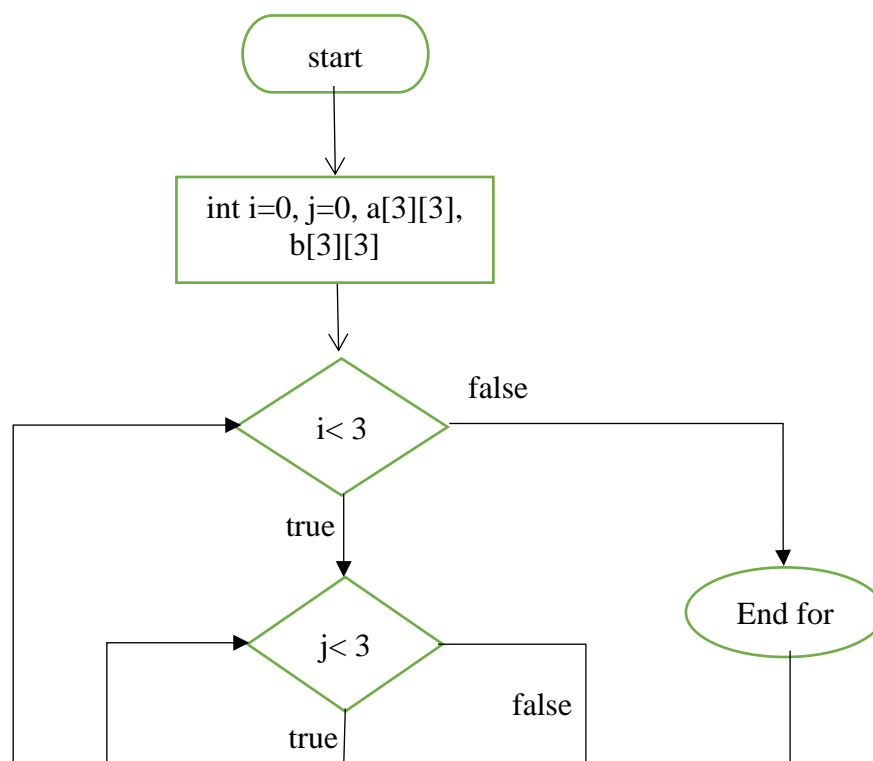 start
int i=0, j=0, a[3][3],
b[3][3]
false
i< 3
true
End for
j< 3
false
true